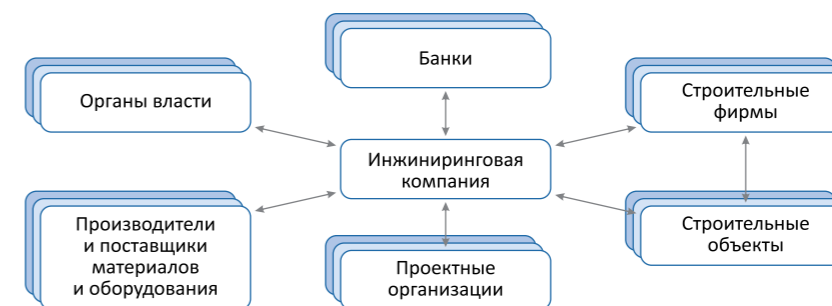 Банки
Органы власти
Строительные
фирмы
Инжиниринговая
компания
Производители
и поставщики
материалов
и оборудования
Проектные
организации
Строительные
объекты